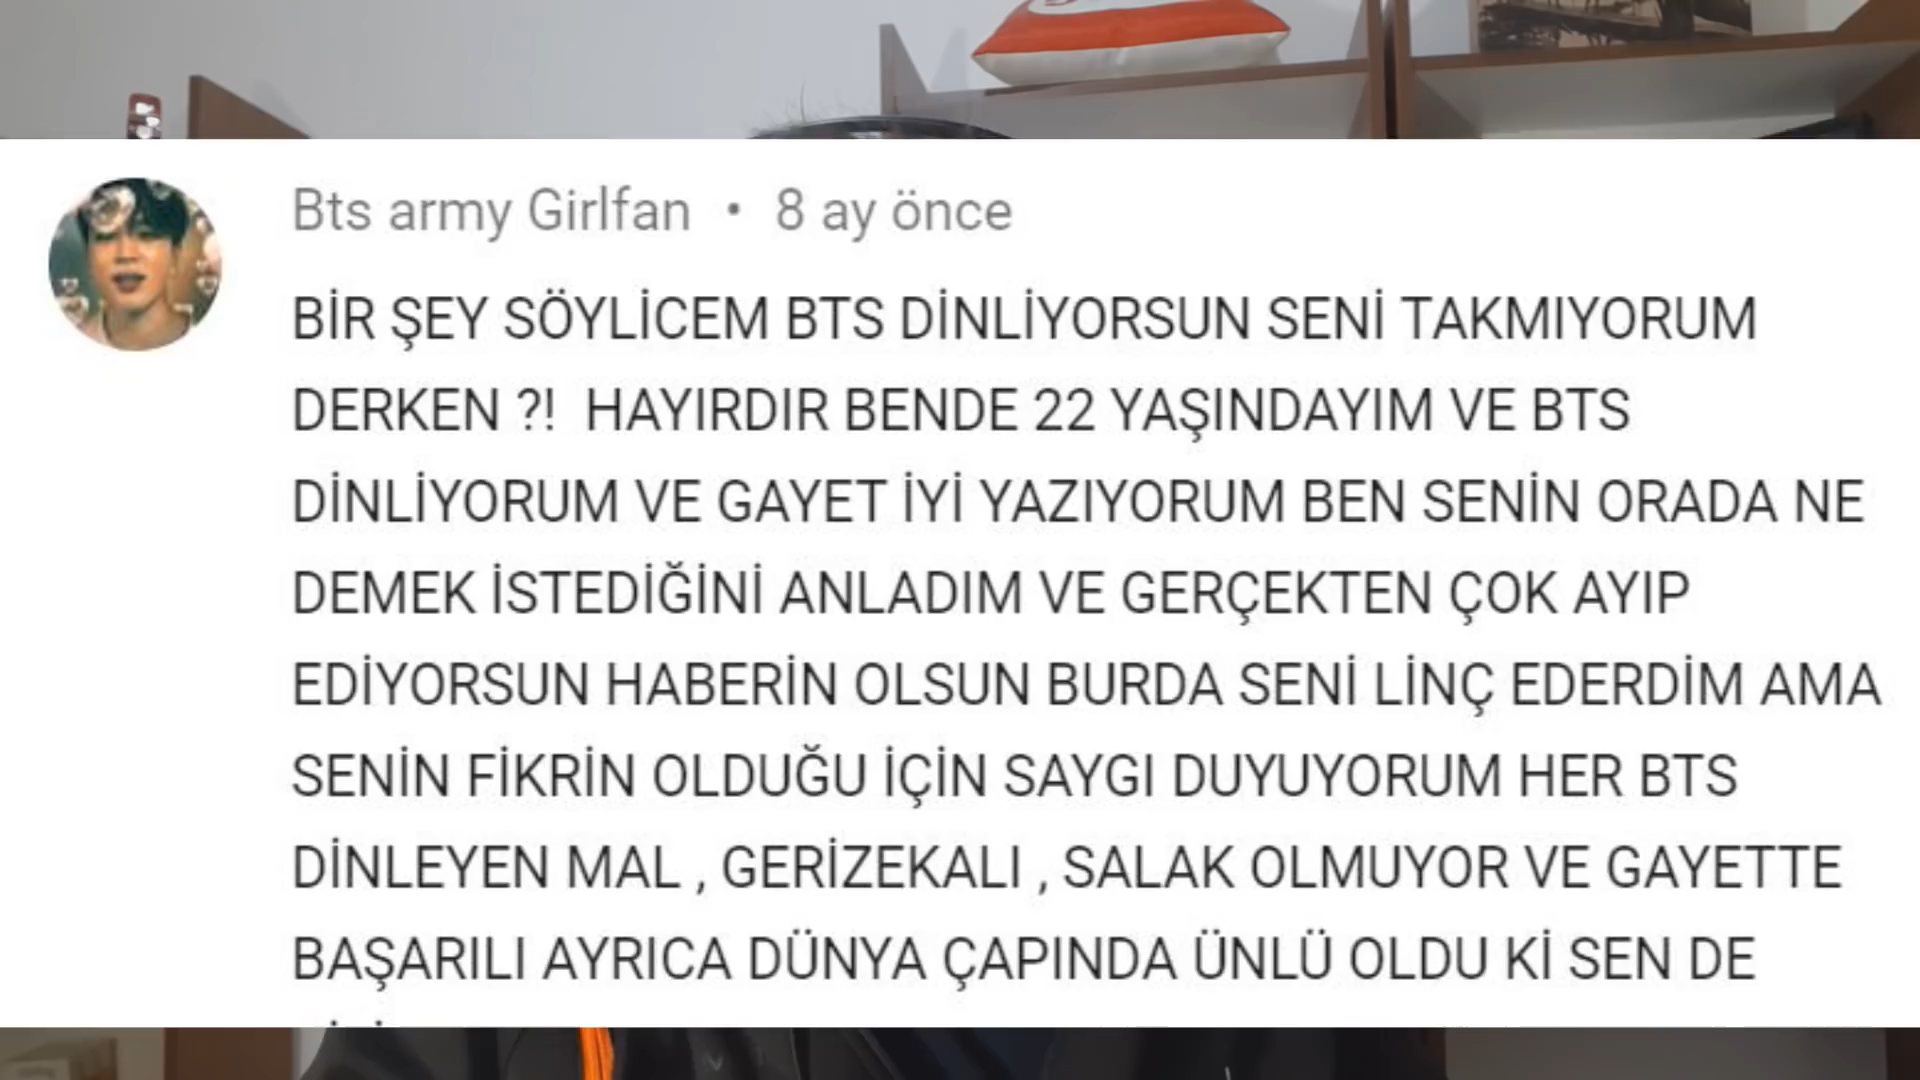 Bts army Girlfan • 8 ay önce
BİR ŞEY SÖYLİCEM BTS DİNLİYORSUN SENİ TAKMIYORUM
DERKEN ?! HAYIRDIR BENDE 22 YAŞINDAYIM VE BTS
DİNLİYORUM VE GAYET İYİ YAZIYORUM BEN SENİN ORADA NE
DEMEK İSTEDİĞİNİ ANLADIM VE GERÇEKTEN ÇOK AYIP
EDİYORSUN HABERİN OLSUN BURDA SENİ LİNÇ EDERDİM AMA
SENİN FİKRİN OLDUĞU İÇİN SAYGI DUYUYORUM HER BTS
DİNLEYEN MAL , GERİZEKALI , SALAK OLMUYOR VE GAYETTE
BAŞARILI AYRICA DÜNYA ÇAPINDA ÜNLÜ OLDU Kİ SEN DE